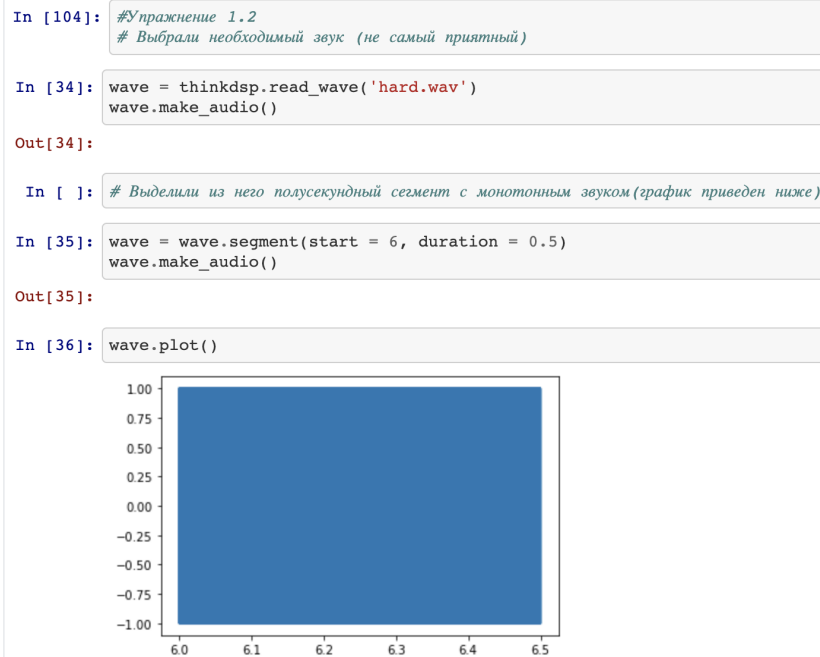 In [104]: #Упражнение 1.2
# Выбрали необходимый звук (не самый приятный)
In [34]: wave = thinkdsp.read_wave('hard.wav')
wave.make_audio()
Out[34]:
In [ ]: # Выделили из него полусекундный сегмент с монотонным звуком(график приведен ниже)
In [35]: wave = wave.segment(start = 6, duration = 0.5)
wave.make_audio()
Out[35]:
In [36]: wave.plot()
1.00
0.75
0.50
0.25
0.00
−0.25
−0.50
−0.75
−1.00
6.0 6.1 6.2 6.3 6.4 6.5